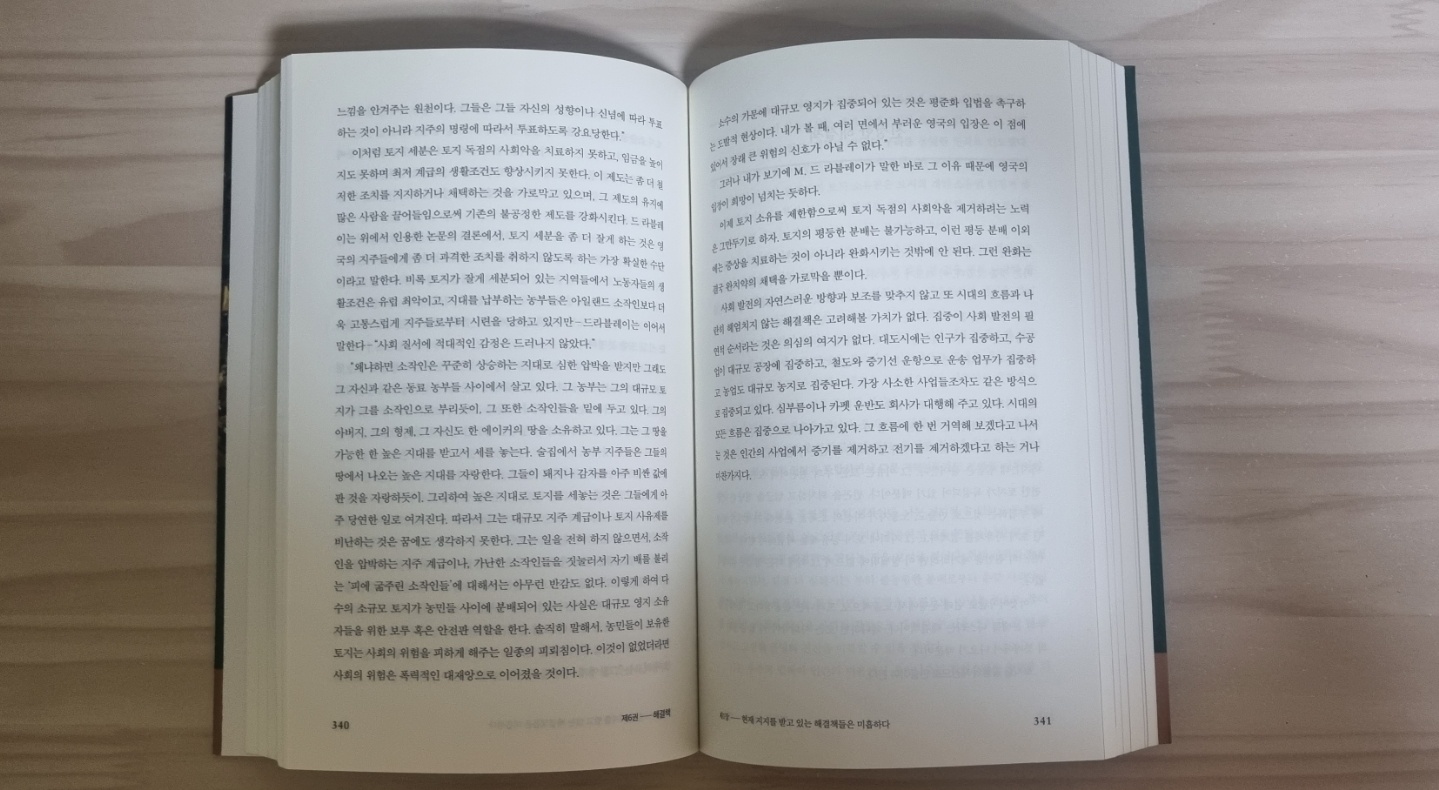 느낌을 안겨주는 원천이다. 그들은 그들 자신의 성향이나 신념에 따라 투표
하는 것이 아니라 지주의 명령에 따라서 투표하도록 강요당한다."
이처럼 토지 세분은 토지 독점의 사회악을 치료하지 못하고, 임금을 높이
지도 못하며 최저 계급의 생활조건도 향상시키지 못한다. 이 제도는 좀 더 철
저한 조치를 지지하거나 채택하는 것을 가로막고 있으며, 그 제도의 유지에
많은 사람을 끌어들임으로써 기존의 불공정한 제도를 강화시킨다. 드 라블레
이는 위에서 인용한 논문의 결론에서, 토지 세분을 좀 더 잘게 하는 것은 영
국의 지주들에게 좀 더 과격한 조치를 취하지 않도록 하는 가장 확실한 수단
이라고 말한다. 비록 토지가 잘게 세분되어 있는 지역들에서 노동자들의 생
활조건은 유럽 최악이고, 지대를 납부하는 농부들은 아일랜드 소작인보다 더
욱 고통스럽게 지주들로부터 시련을 당하고 있지만–드라블레이는 이어서
말한다–"사회 질서에 적대적인 감정은 드러나지 않았다."
"왜냐하면 소작인은 꾸준히 상승하는 지대로 심한 압박을 받지만 그래도
그 자신과 같은 동료 농부들 사이에서 살고 있다. 그 농부는 그의 대규모 토
지가 그를 소작인으로 부리듯이, 그 또한 소작인들을 밑에 두고 있다. 그의
아버지, 그의 형제, 그 자신도 한 에이커의 땅을 소유하고 있다. 그는 그 땅을
가능한 한 높은 지대를 받고서 세를 놓는다. 술집에서 농부 지주들은 그들의
땅에서 나오는 높은 지대를 자랑한다. 그들이 돼지나 감자를 아주 비싼 값에
판 것을 자랑하듯이. 그리하여 높은 지대로 토지를 세놓는 것은 그들에게 아
주 당연한 일로 여겨진다. 따라서 그는 대규모 지주 계급이나 토지 사유제를
비난하는 것은 꿈에도 생각하지 못한다. 그는 일을 전혀 하지 않으면서, 소작
인을 압박하는 지주 계급이나, 가난한 소작인들을 짓눌러서 자기 배를 불리
는 '피에 굶주린 소작인들'에 대해서는 아무런 반감도 없다. 이렇게 하여 다
수의 소규모 토지가 농민들 사이에 분배되어 있는 사실은 대규모 영지 소유
자들을 위한 보루 혹은 안전판 역할을 한다. 솔직히 말해서, 농민들이 보유한
토지는 사회의 위험을 피하게 해주는 일종의 피뢰침이다. 이것이 없었더라면
사회의 위험은 폭력적인 대재앙으로 이어졌을 것이다.
340
제6권 — 해결책
소수의 가문에 대규모 영지가 집중되어 있는 것은 평준화 입법을 촉구하
는 도발적 현상이다. 내가 볼 때, 여러 면에서 부러운 영국의 입장은 이 점에
있어서 장래 큰 위험의 신호가 아닐 수 없다."
그러나 내가 보기에 M. 드 라블레이가 말한 바로 그 이유 때문에 영국의
입장이 희망이 넘치는 듯하다.
이제 토지 소유를 제한함으로써 토지 독점의 사회악을 제거하려는 노력
은 그만두기로 하자. 토지의 평등한 분배는 불가능하고, 이런 평등 분배 이외
에는 증상을 치료하는 것이 아니라 완화시키는 것밖에 안 된다. 그런 완화는
결국 완치약의 채택을 가로막을 뿐이다.
사회 발전의 자연스러운 방향과 보조를 맞추지 않고 또 시대의 흐름과 나
란히 헤엄치지 않는 해결책은 고려해볼 가치가 없다. 집중이 사회 발전의 필
연적 순서라는 것은 의심의 여지가 없다. 대도시에는 인구가 집중하고, 수공
업이 대규모 공장에 집중하고, 철도와 증기선 운항으로 운송 업무가 집중하
고 농업도 대규모 농지로 집중된다. 가장 사소한 사업들조차도 같은 방식으
로 집중되고 있다. 심부름이나 카펫 운반도 회사가 대행해 주고 있다. 시대의
모든 흐름은 집중으로 나아가고 있다. 그 흐름에 한 번 거역해 보겠다고 나서
는 것은 인간의 사업에서 증기를 제거하고 전기를 제거하겠다고 하는 거나
마찬가지다.
— 현재 지지를 받고 있는 해결책들은 미흡하다
341